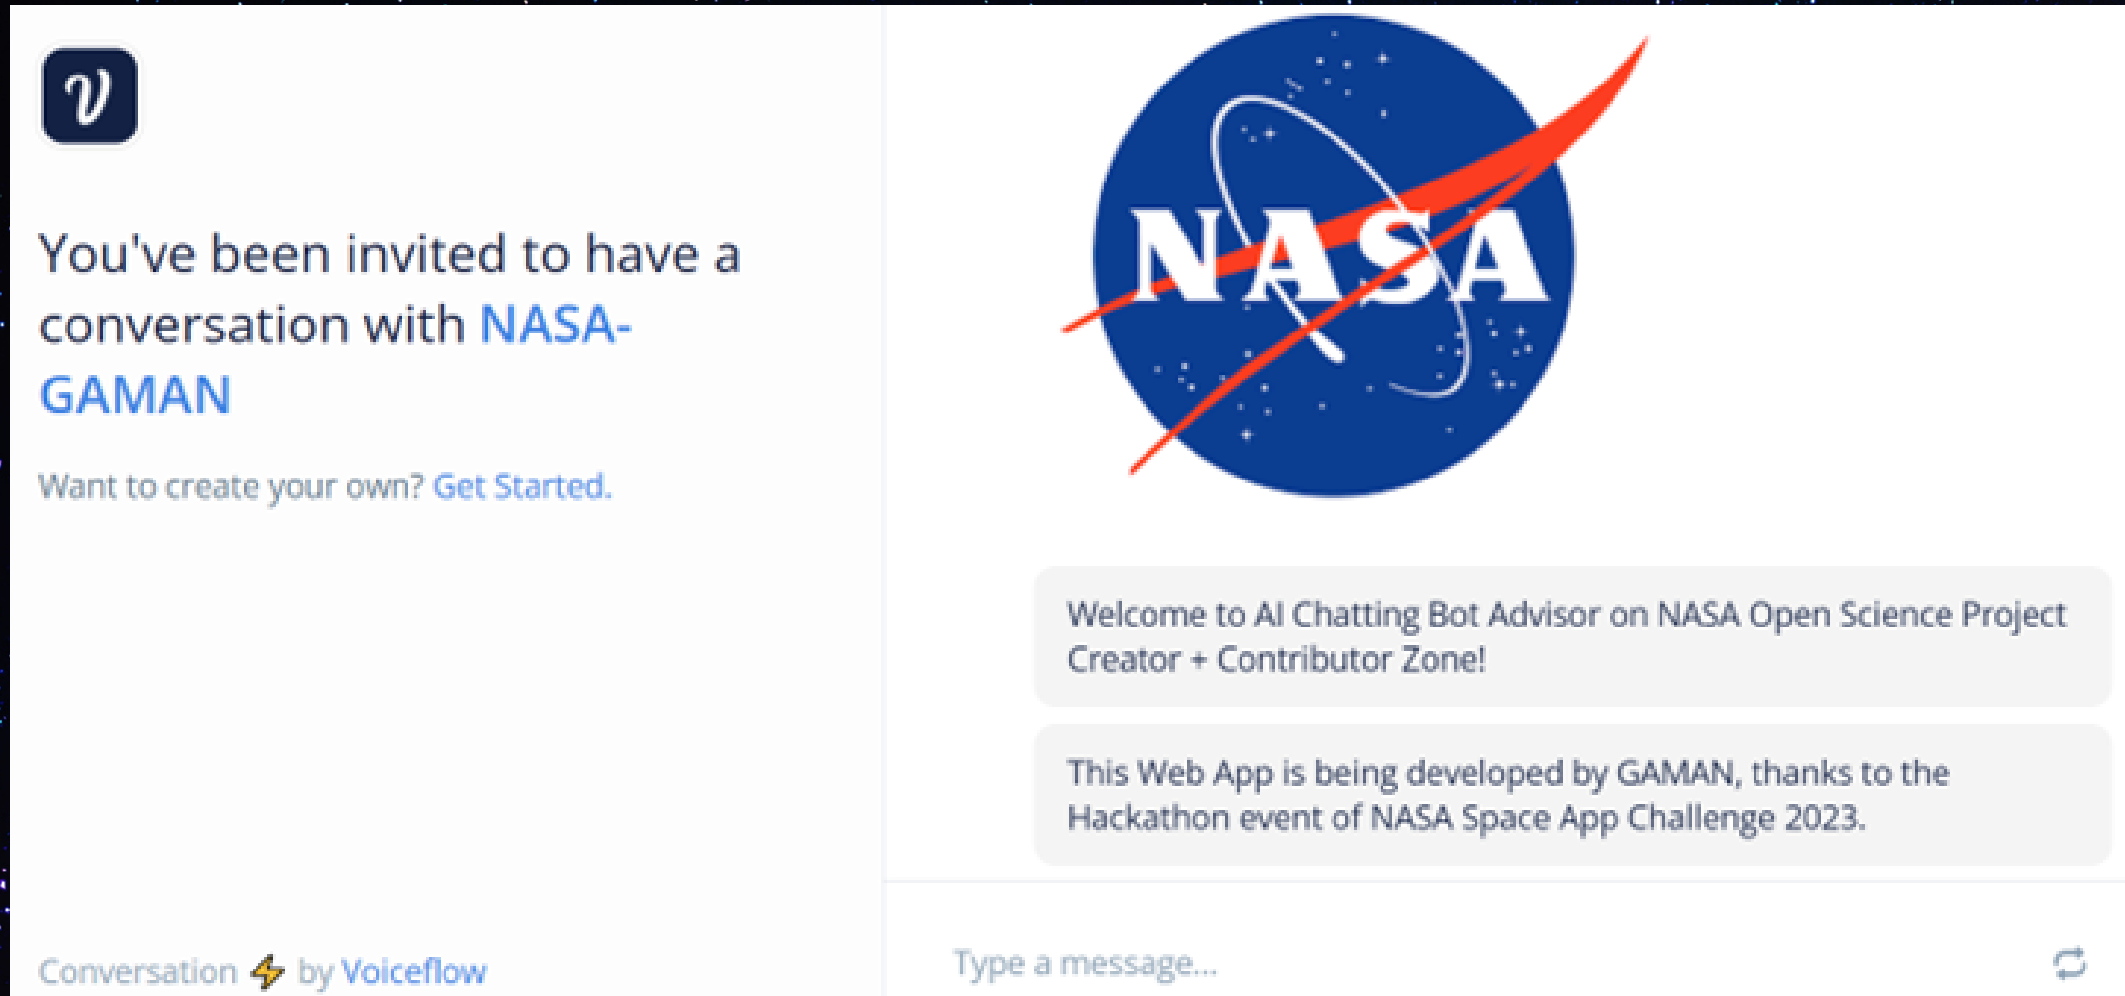 You've been invited to have a
conversation with NASA-
GAMAN
Want to create your own? Get Started.
Conversation ⚡ by Voiceflow
NASA
Welcome to AI Chatting Bot Advisor on NASA Open Science Project
Creator + Contributor Zone!
This Web App is being developed by GAMAN, thanks to the
Hackathon event of NASA Space App Challenge 2023.
Type a message...